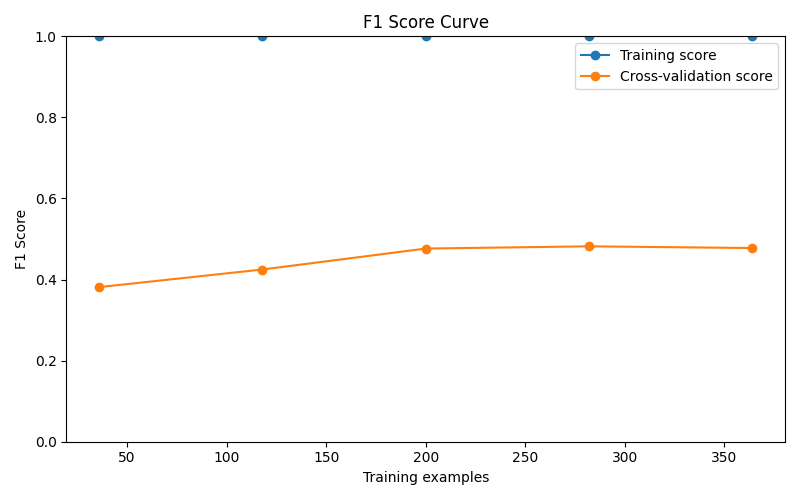 F1 Score Curve
Training score
Cross-validation score
F1 Score
1.0
0.8
0.6
0.4
0.2
0.0
50
100
150
200
250
300
350
Training examples